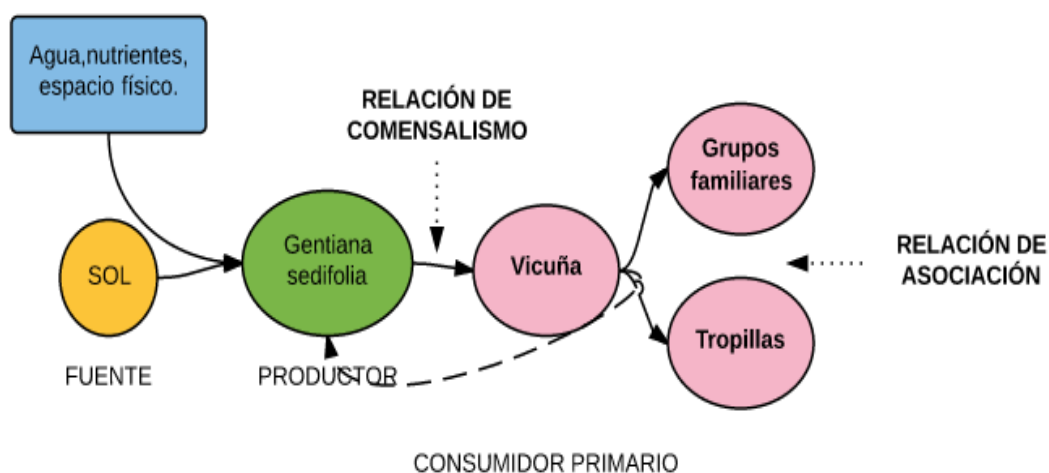 Agua,nutrientes,
espacio físico.
RELACIÓN DE
COMENSALISMO
Grupos
familiares
SOL
Gentiana
sedifolia
Vicuña
RELACIÓN DE
ASOCIACIÓN
Tropillas
FUENTE
PRODUCTOR
CONSUMIDOR PRIMARIO